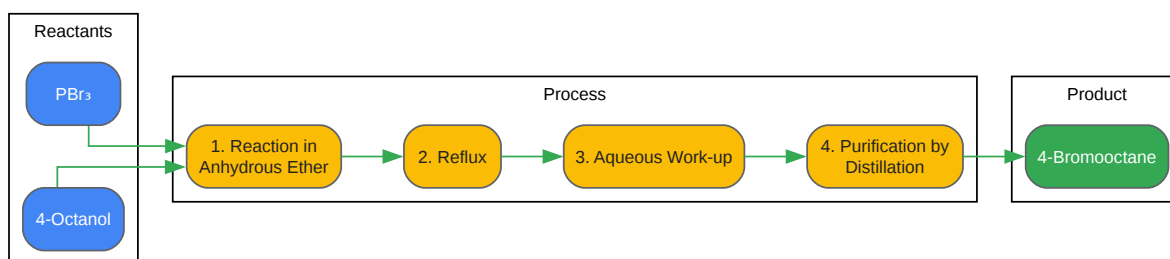 Reactants
PBr₃
4-Octanol
Process
1. Reaction in
Anhydrous Ether
2. Reflux
3. Aqueous Work-up
4. Purification by
Distillation
Product
4-Bromooctane